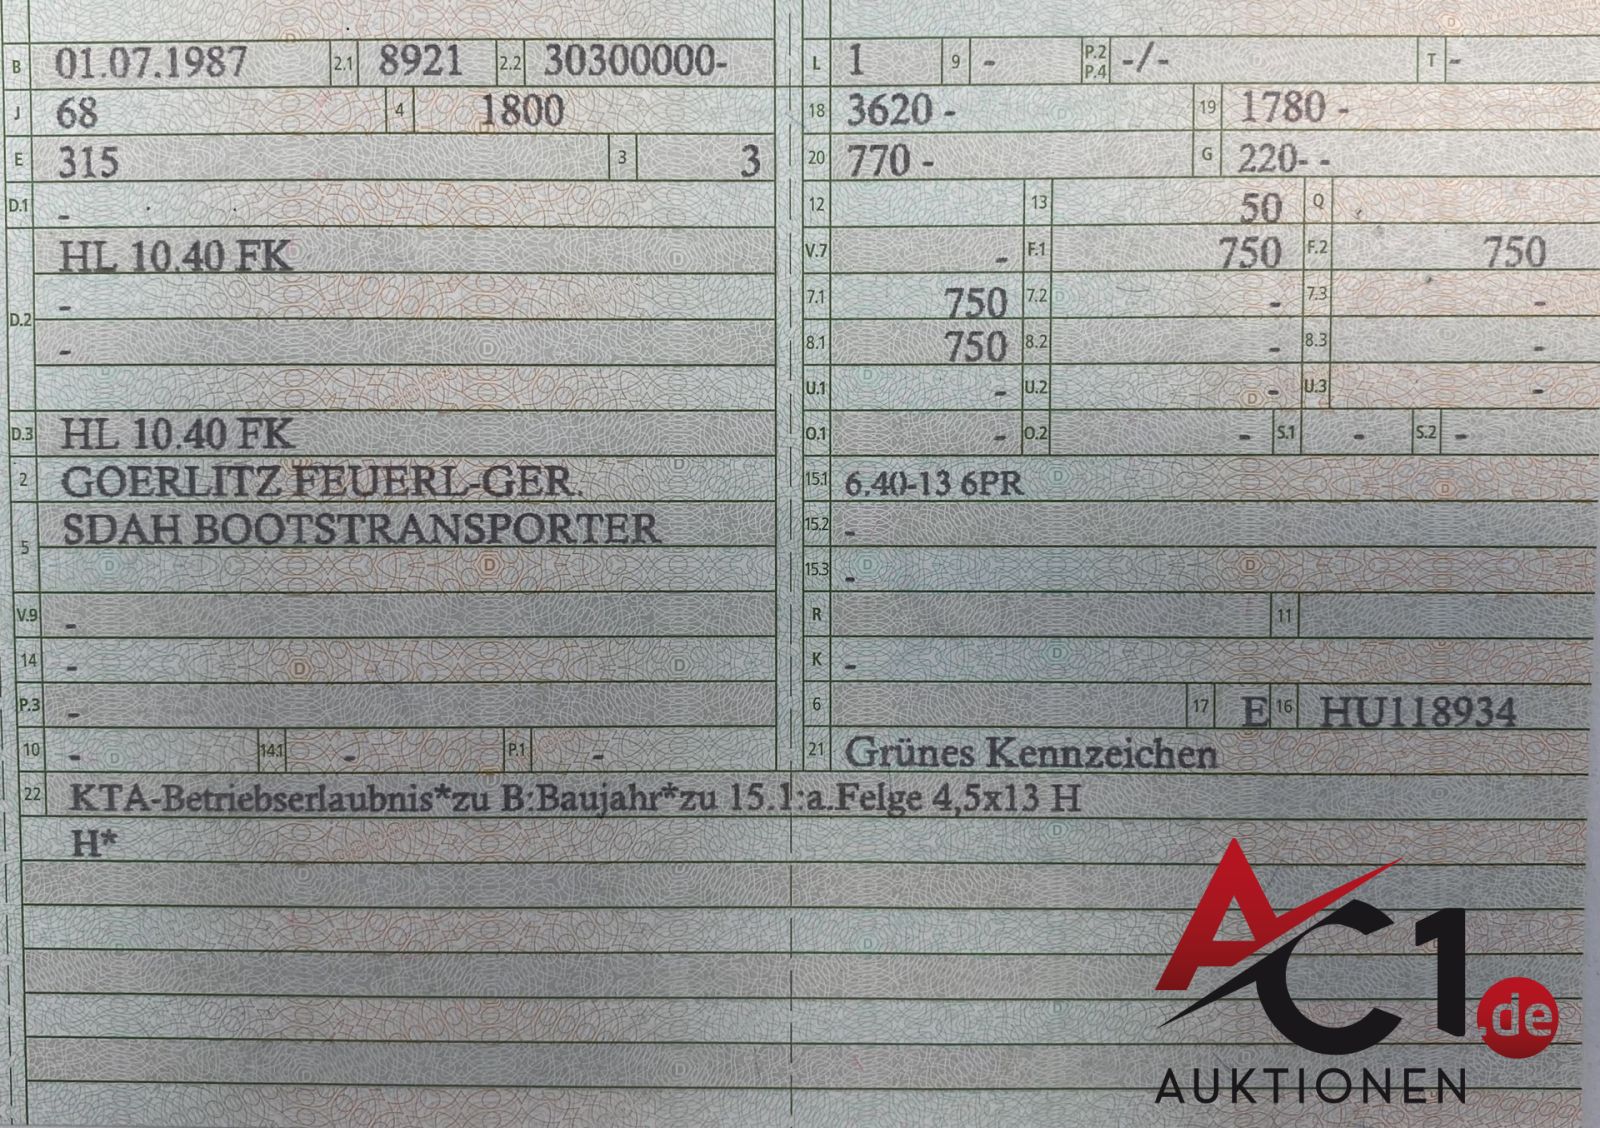 B 01.07.1987 2.1 8921 2.2 30300000-
J 68 4 1800
E 315 3 3
D.1 -
D.2 HL 10.40 FK
-
-
D.3 HL 10.40 FK
2 GOERLITZ FEUERL-GER.
5 SDAH BOOTSTRANSPORTER
V.9 -
14 -
P.3 -
10 - 14.1 - P.1 -
L 1 9 - P.2 P.4 -/- T -
18 3620 - 19 1780 -
20 770 - G 220- -
12 13 50 Q
V.7 - F.1 750 F.2 750
7.1 750 7.2 - 7.3 -
8.1 750 8.2 - 8.3 -
U.1 - U.2 - U.3 -
O.1 - O.2 - S.1 - S.2 -
15.1 6.40-13 6PR
15.2 -
15.3 -
R 11
K -
6 17 E 16 HU118934
21 Grünes Kennzeichen
22 KTA-Betriebserlaubnis*zu B:Baujahr*zu 15.1:a.Felge 4,5x13 H
H*
AC1.de
AUKTIONEN